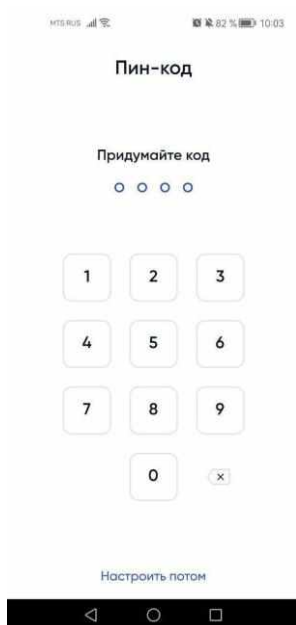 MTS RUS 82 % 10:03
Пин-код
Придумайте код
1 2 3
4 5 6
7 8 9
0
Настроить потом